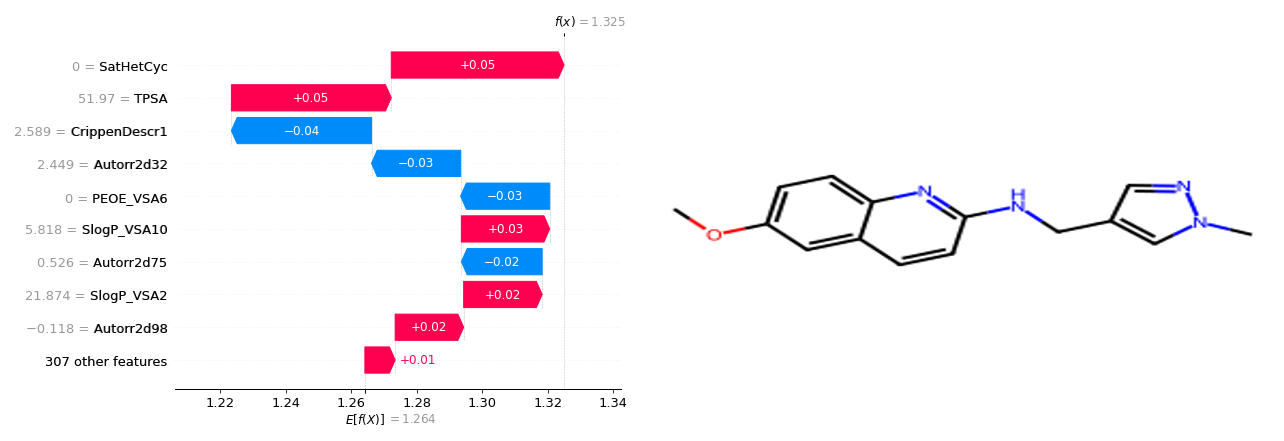 f(x) = 1.325
0 = SatHetCyc +0.05
51.97 = TPSA +0.05
2.589 = CrippenDescr1 −0.04
2.449 = Autorr2d32 −0.03
0 = PEOE_VSA6 −0.03
5.818 = SlogP_VSA10 +0.03
0.526 = Autorr2d75 −0.02
21.874 = SlogP_VSA2 +0.02
−0.118 = Autorr2d98 +0.02
307 other features +0.01
1.22 1.24 1.26 1.28 1.30 1.32 1.34
E[f(X)] = 1.264
N
H
N
N
N
O